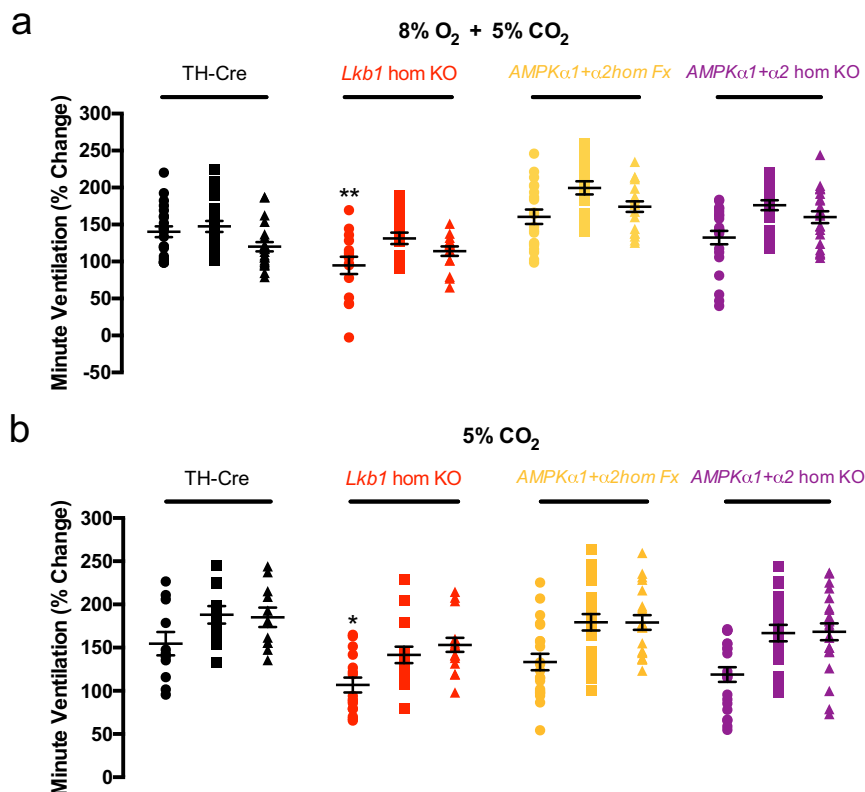 a
8% O₂ + 5% CO₂
TH-Cre
Lkb1 hom KO
AMPKα1+α2hom Fx
AMPKα1+α2 hom KO
Minute Ventilation (% Change)
300
250
200
150
100
50
0
-50
**
b
5% CO₂
TH-Cre
Lkb1 hom KO
AMPKα1+α2hom Fx
AMPKα1+α2 hom KO
Minute Ventilation (% Change)
300
250
200
150
100
50
0
*